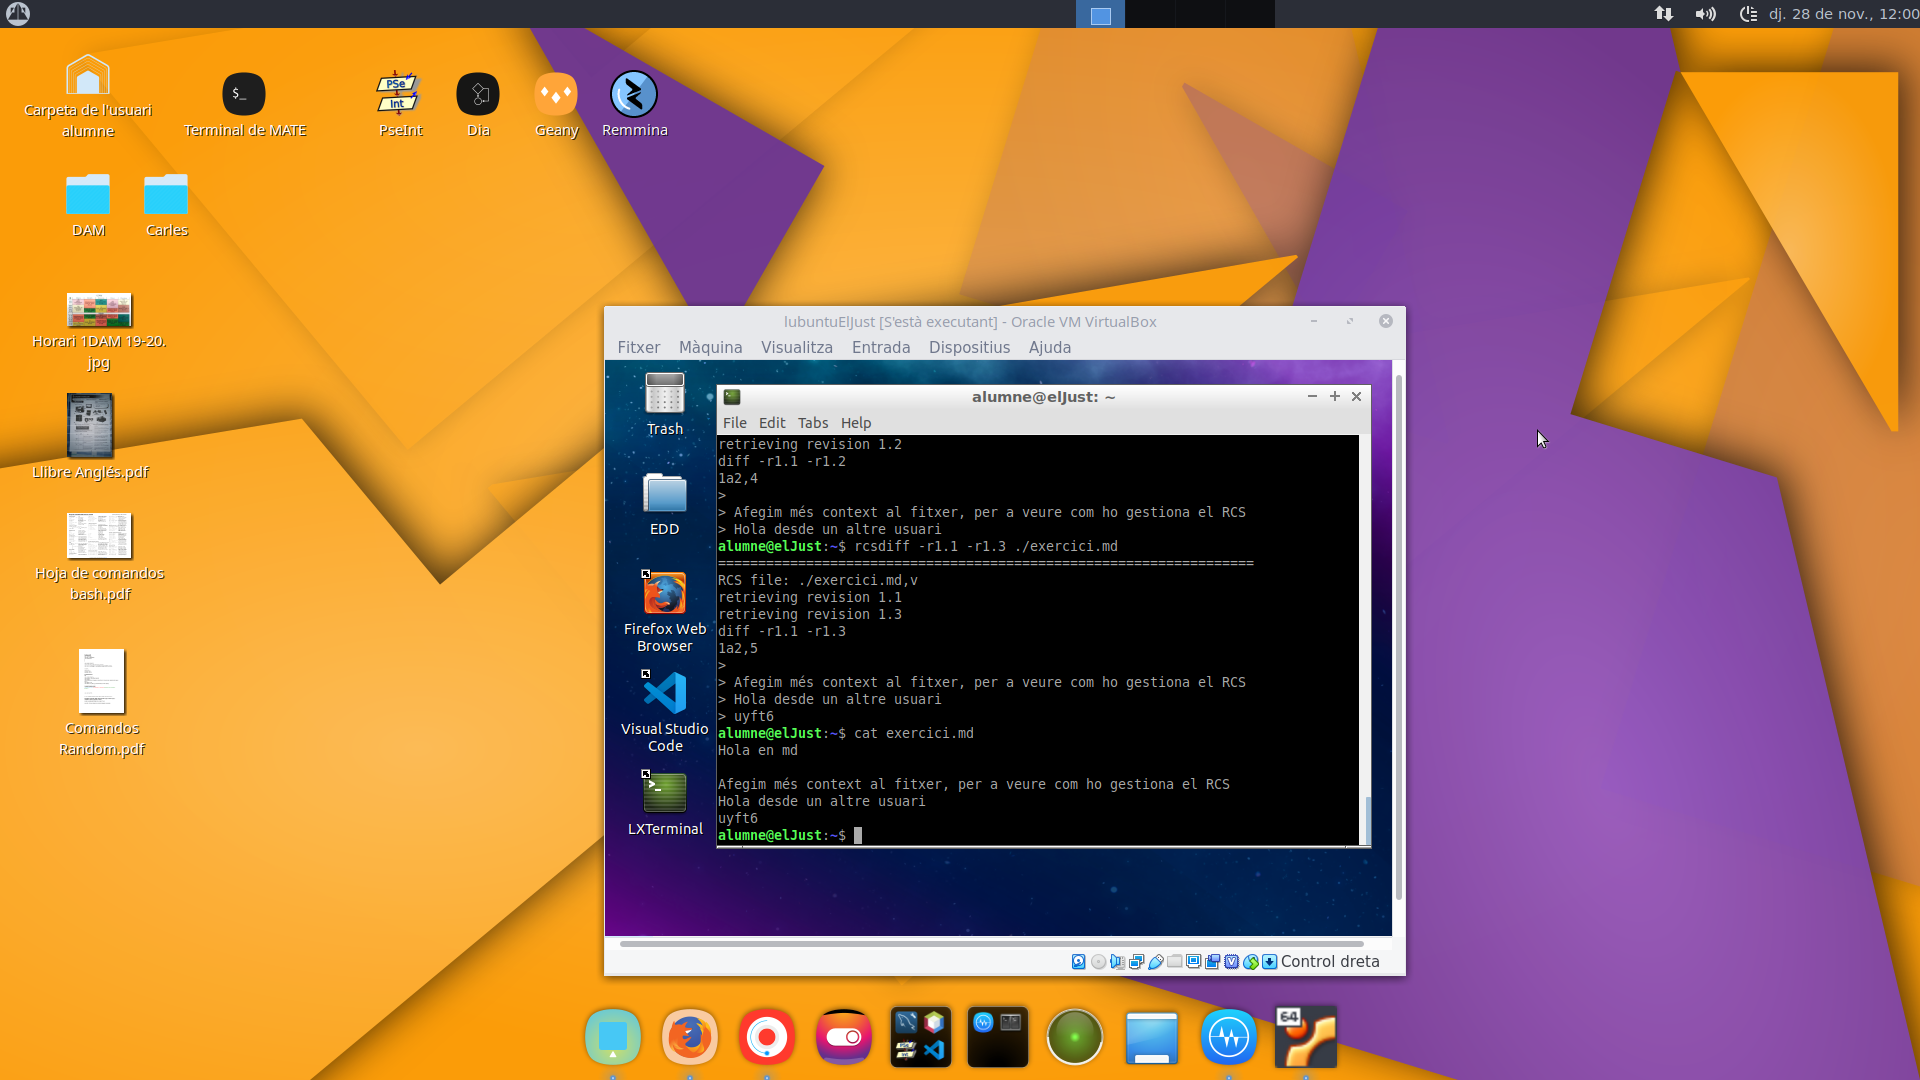 dj. 28 de nov., 12:00
Carpeta de l'usuari
alumne
$_
Terminal de MATE
PSe
Int
PseInt
Dia
Geany
Remmina
DAM
Carles
Horari 1DAM 19-20.
jpg
Llibre Anglés.pdf
Hoja de comandos
bash.pdf
Comandos
Random.pdf
lubuntuElJust [S'està executant] - Oracle VM VirtualBox
Fitxer Màquina Visualitza Entrada Dispositius Ajuda
Trash
EDD
Firefox Web
Browser
Visual Studio
Code
>_
LXTerminal
alumne@elJust: ~
File Edit Tabs Help
retrieving revision 1.2
diff -r1.1 -r1.2
1a2,4
>
> Afegim més context al fitxer, per a veure com ho gestiona el RCS
> Hola desde un altre usuari
alumne@elJust:~$ rcsdiff -r1.1 -r1.3 ./exercici.md
===================================================================
RCS file: ./exercici.md,v
retrieving revision 1.1
retrieving revision 1.3
diff -r1.1 -r1.3
1a2,5
>
> Afegim més context al fitxer, per a veure com ho gestiona el RCS
> Hola desde un altre usuari
> uyft6
alumne@elJust:~$ cat exercici.md
Hola en md
Afegim més context al fitxer, per a veure com ho gestiona el RCS
Hola desde un altre usuari
uyft6
alumne@elJust:~$
Control dreta
64